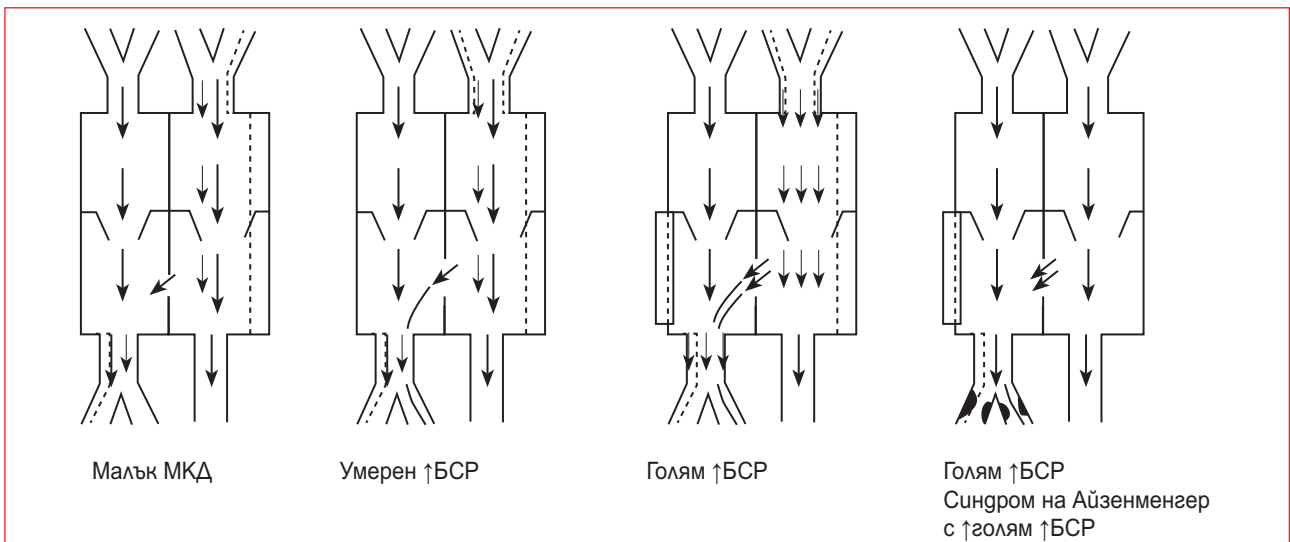 Малък МКД
Умерен ↑БСР
Голям ↑БСР
Голям ↑БСР
Синдром на Айзенменгер
с ↑голям ↑БСР